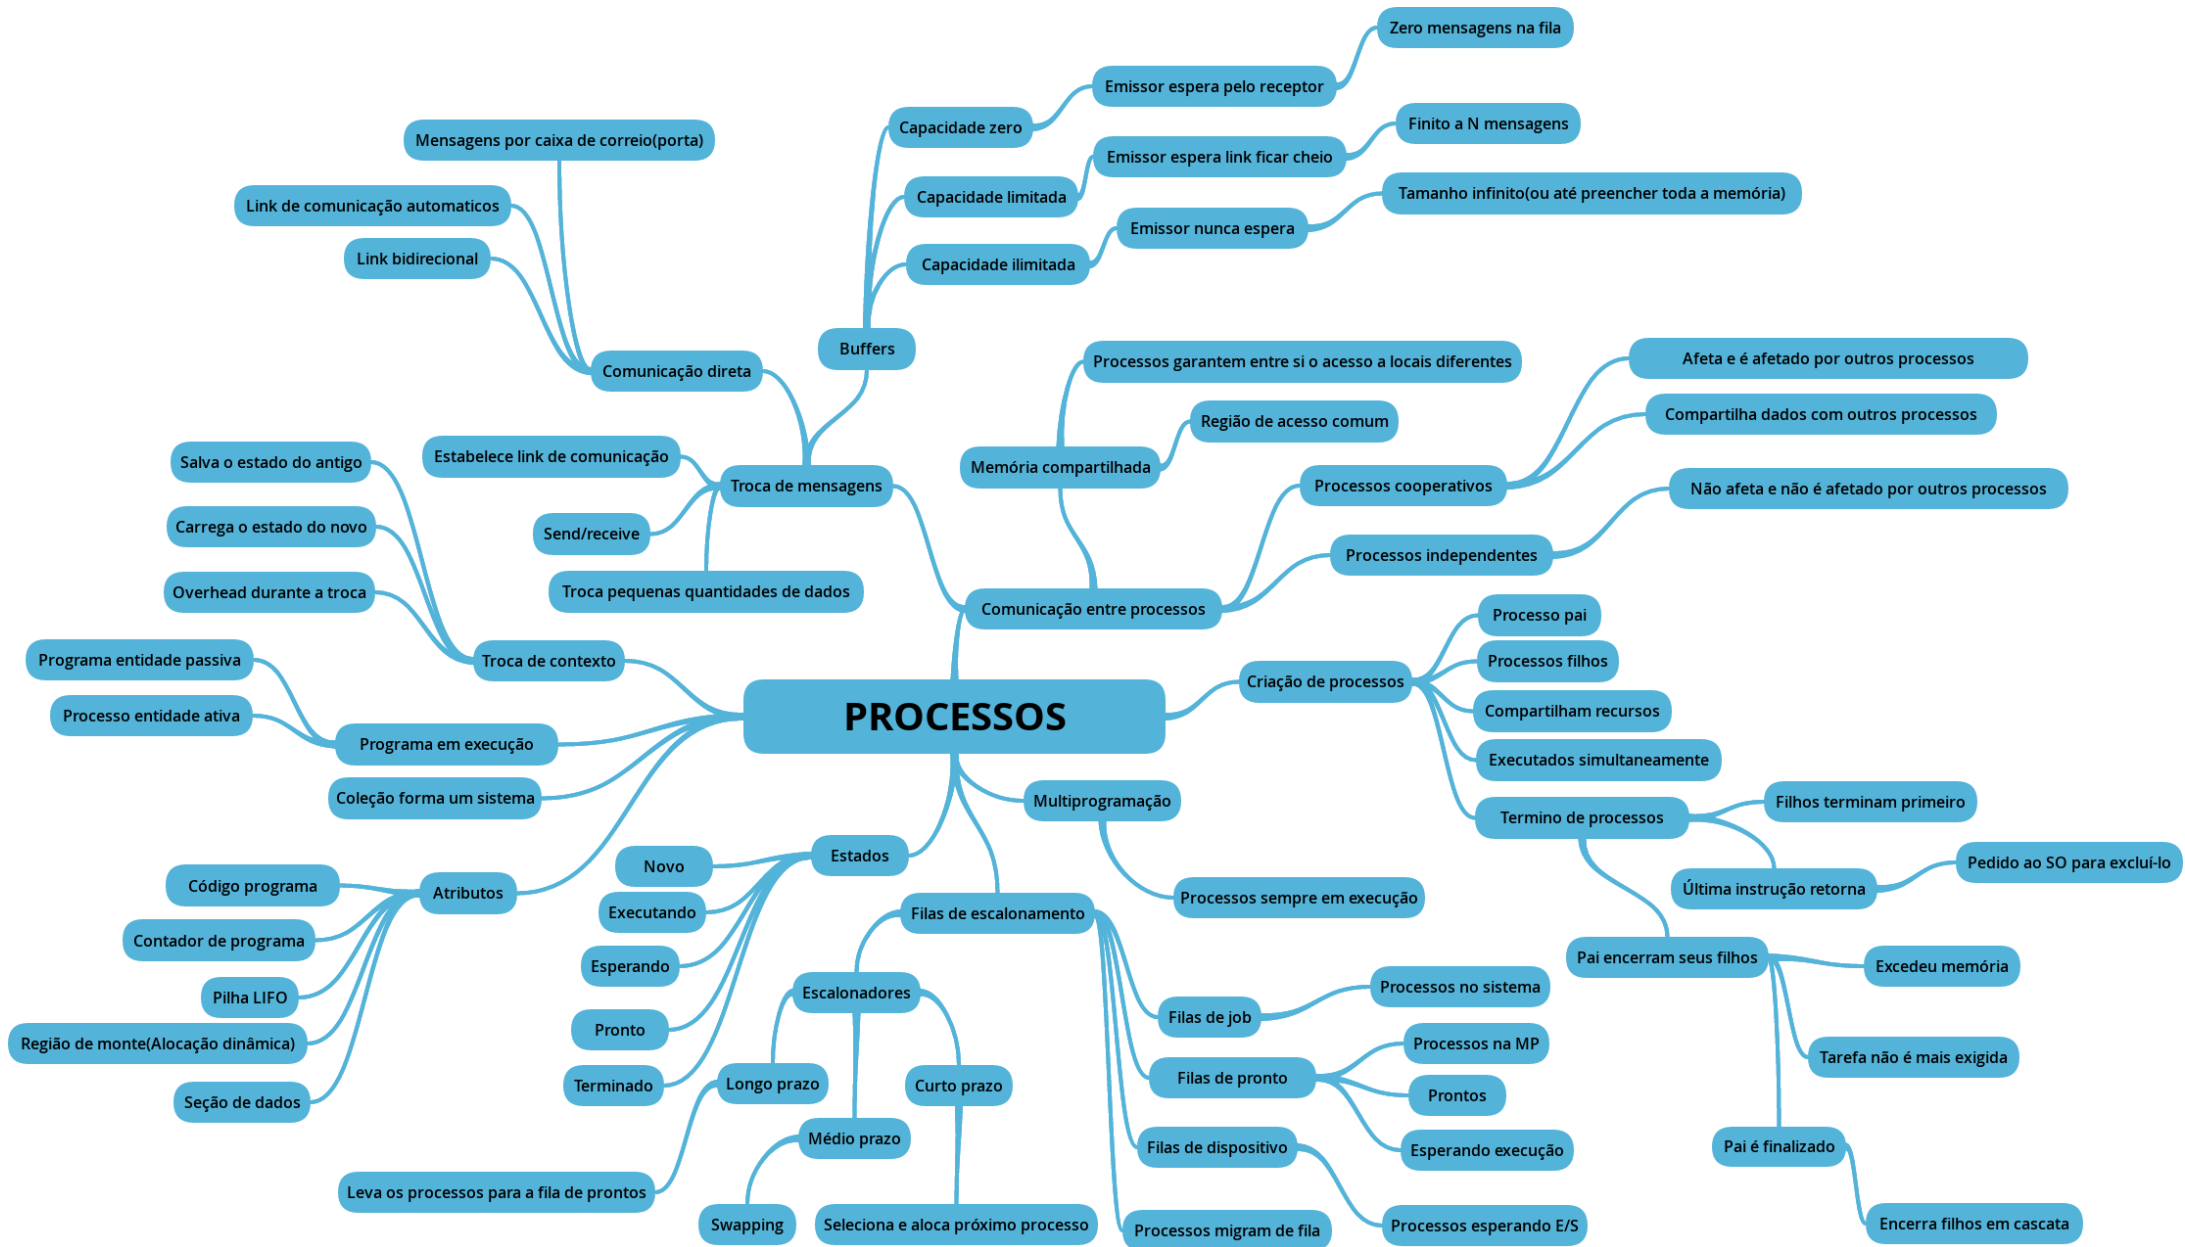 Zero mensagens na fila
Emissor espera pelo receptor
Capacidade zero
Finito a N mensagens
Mensagens por caixa de correio(porta)
Emissor espera link ficar cheio
Capacidade limitada
Tamanho infinito(ou até preencher toda a memória)
Link de comunicação automaticos
Emissor nunca espera
Link bidirecional
Capacidade ilimitada
Buffers
Comunicação direta
Processos garantem entre si o acesso a locais diferentes
Afeta e é afetado por outros processos
Região de acesso comum
Compartilha dados com outros processos
Salva o estado do antigo
Estabelece link de comunicação
Memória compartilhada
Troca de mensagens
Processos cooperativos
Não afeta e não é afetado por outros processos
Carrega o estado do novo
Send/receive
Processos independentes
Overhead durante a troca
Troca pequenas quantidades de dados
Comunicação entre processos
Processo pai
Programa entidade passiva
Troca de contexto
Processos filhos
Criação de processos
Processo entidade ativa
PROCESSOS
Compartilham recursos
Programa em execução
Executados simultaneamente
Coleção forma um sistema
Multiprogramação
Termino de processos
Filhos terminam primeiro
Estados
Novo
Pedido ao SO para excluí-lo
Código programa
Atributos
Última instrução retorna
Executando
Filas de escalonamento
Processos sempre em execução
Contador de programa
Esperando
Pai encerram seus filhos
Excedeu memória
Pilha LIFO
Escalonadores
Processos no sistema
Pronto
Filas de job
Região de monte(Alocação dinâmica)
Processos na MP
Tarefa não é mais exigida
Terminado
Longo prazo
Curto prazo
Filas de pronto
Prontos
Seção de dados
Médio prazo
Filas de dispositivo
Esperando execução
Pai é finalizado
Leva os processos para a fila de prontos
Swapping
Seleciona e aloca próximo processo
Processos migram de fila
Processos esperando E/S
Encerra filhos em cascata